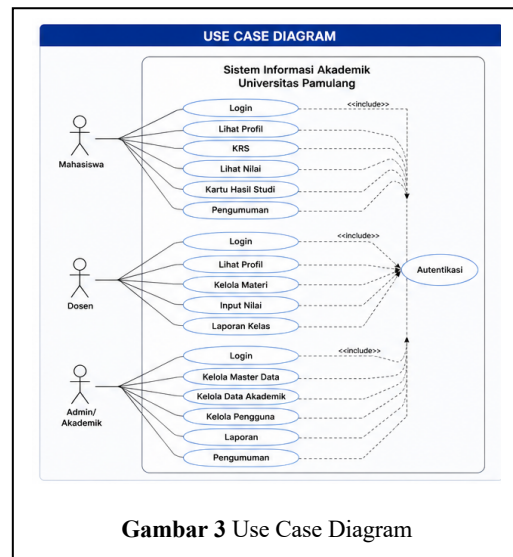 USE CASE DIAGRAM
Sistem Informasi Akademik
Universitas Pamulang
Login
<<include>>
Lihat Profil
KRS
Lihat Nilai
Kartu Hasil Studi
Pengumuman
Mahasiswa
Login
<<include>>
Lihat Profil
Kelola Materi
Input Nilai
Laporan Kelas
Dosen
Autentikasi
Login
<<include>>
Kelola Master Data
Kelola Data Akademik
Kelola Pengguna
Laporan
Pengumuman
Admin/
Akademik
Gambar 3 Use Case Diagram